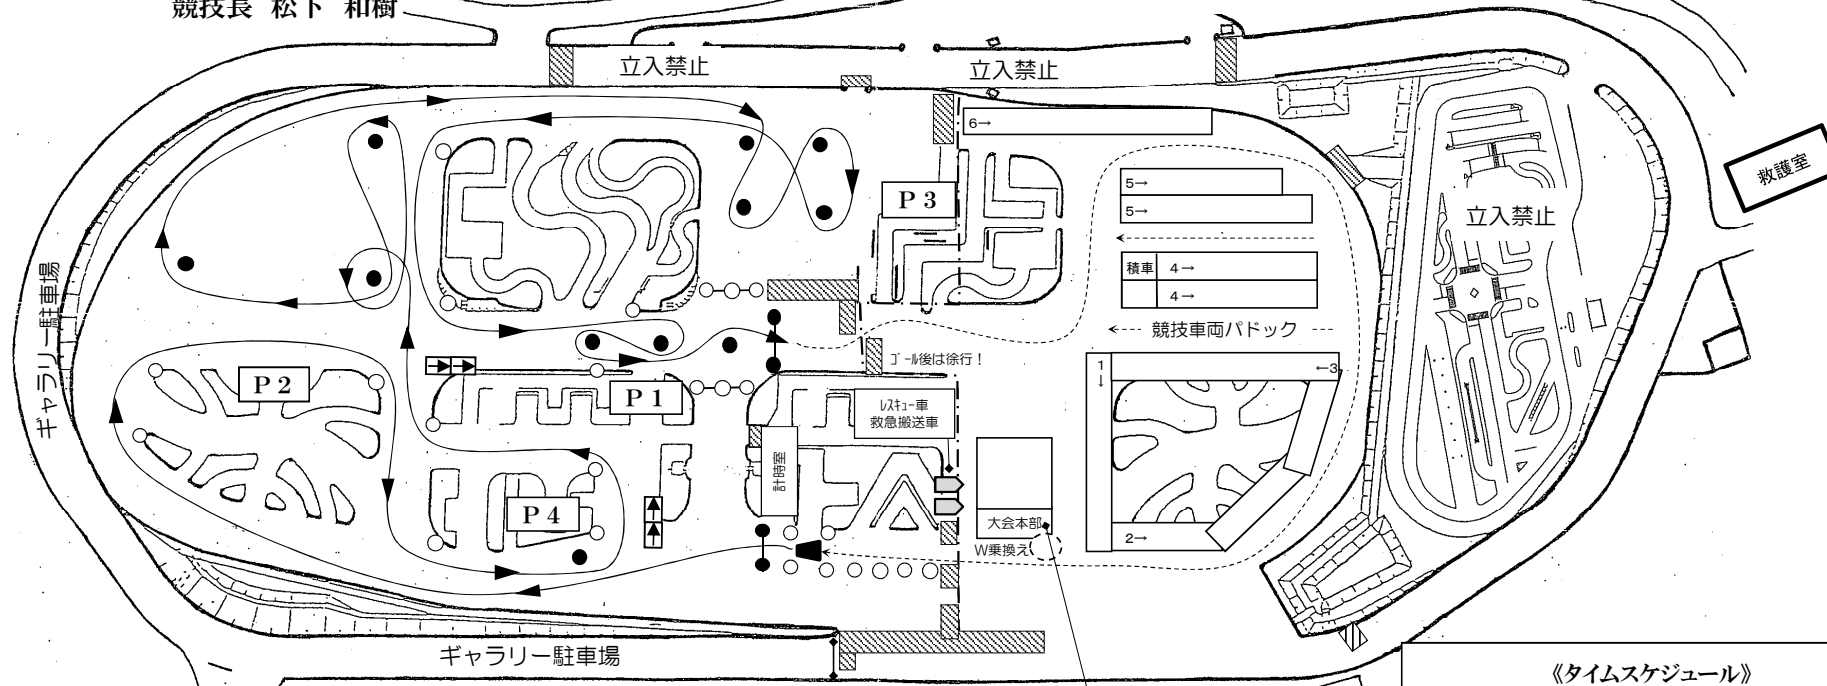 競技長 松下 和樹
立入禁止
立入禁止
6→
5→
5→
P 3
立入禁止
救護室
積車 4→
4→
競技車両パドック
ギャラリー駐車場
ｺﾞｰﾙ後は徐行！
1→
←3
P 2
P 1
ﾚｽｷｭｰ車
救急搬送車
計時室
P 4
大会本部
W乗換え
2→
ギャラリー駐車場
《タイムスケジュール》